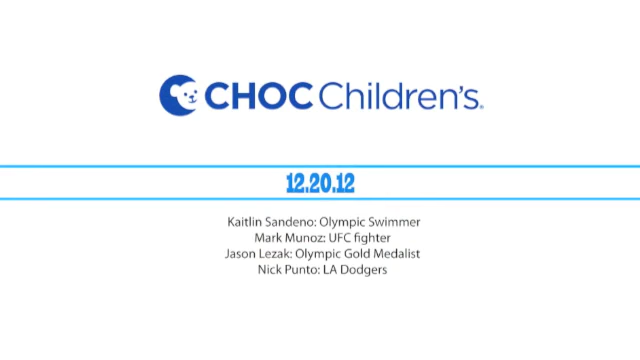 CHOC Children's.
12.20.12
Kaitlin Sandeno: Olympic Swimmer
Mark Munoz: UFC fighter
Jason Lezak: Olympic Gold Medalist
Nick Punto: LA Dodgers